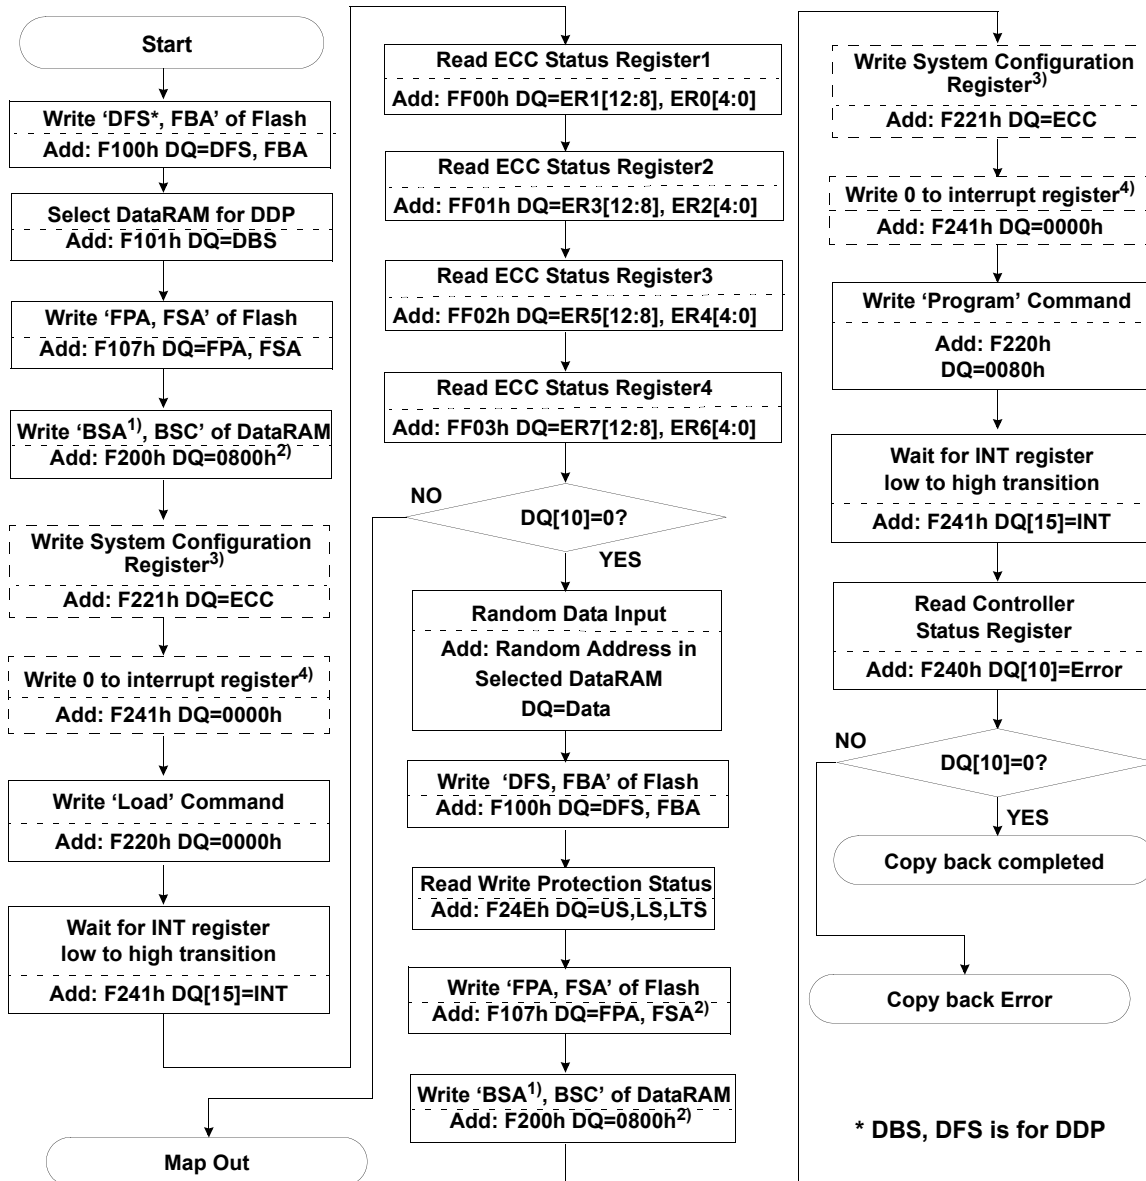 Start
Write ‘DFS*, FBA’ of Flash
Add: F100h DQ=DFS, FBA
Select DataRAM for DDP
Add: F101h DQ=DBS
Write ‘FPA, FSA’ of Flash
Add: F107h DQ=FPA, FSA
Write ‘BSA1), BSC’ of DataRAM
Add: F200h DQ=0800h2)
Write System Configuration
Register3)
Add: F221h DQ=ECC
Write 0 to interrupt register4)
Add: F241h DQ=0000h
Write ‘Load’ Command
Add: F220h DQ=0000h
Wait for INT register
low to high transition
Add: F241h DQ[15]=INT
Map Out
Read ECC Status Register1
Add: FF00h DQ=ER1[12:8], ER0[4:0]
Read ECC Status Register2
Add: FF01h DQ=ER3[12:8], ER2[4:0]
Read ECC Status Register3
Add: FF02h DQ=ER5[12:8], ER4[4:0]
Read ECC Status Register4
Add: FF03h DQ=ER7[12:8], ER6[4:0]
NO
DQ[10]=0?
YES
Random Data Input
Add: Random Address in
Selected DataRAM
DQ=Data
Write ‘DFS, FBA’ of Flash
Add: F100h DQ=DFS, FBA
Read Write Protection Status
Add: F24Eh DQ=US,LS,LTS
Write ‘FPA, FSA’ of Flash
Add: F107h DQ=FPA, FSA2)
Write ‘BSA1), BSC’ of DataRAM
Add: F200h DQ=0800h2)
Write System Configuration
Register3)
Add: F221h DQ=ECC
Write 0 to interrupt register4)
Add: F241h DQ=0000h
Write ‘Program’ Command
Add: F220h
DQ=0080h
Wait for INT register
low to high transition
Add: F241h DQ[15]=INT
Read Controller
Status Register
Add: F240h DQ[10]=Error
NO
DQ[10]=0?
YES
Copy back completed
Copy back Error
* DBS, DFS is for DDP